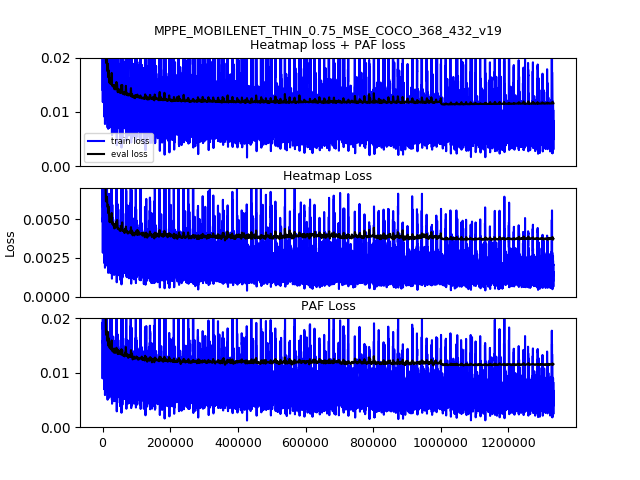 MPPE_MOBILENET_THIN_0.75_MSE_COCO_368_432_v19
Heatmap loss + PAF loss
0.02
0.01
0.00
train loss
eval loss
Heatmap Loss
0.0050
0.0025
0.0000
Loss
PAF Loss
0.02
0.01
0.00
0 200000 400000 600000 800000 1000000 1200000